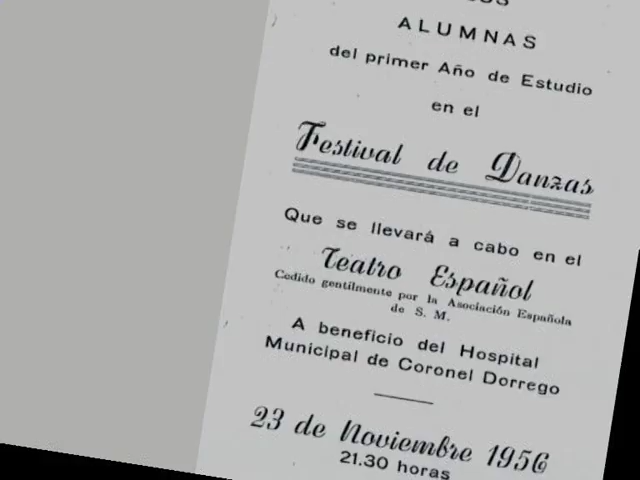 ALUMNAS
del primer Año de Estudio
en el
Festival de Danzas
Que se llevará a cabo en el
Teatro Español
Cedido gentilmente por la Asociación Española
de S. M.
A beneficio del Hospital
Municipal de Coronel Dorrego
23 de Noviembre 1956
21.30 horas